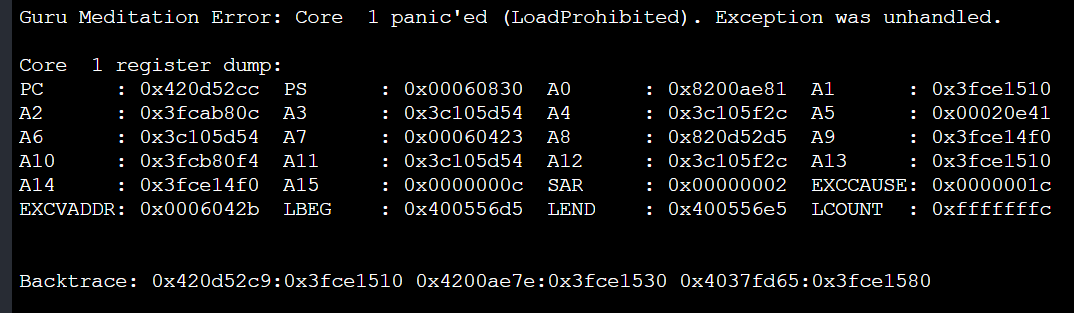 Guru Meditation Error: Core  1 panic'ed (LoadProhibited). Exception was unhandled.
Core  1 register dump:
PC      : 0x420d52cc  PS      : 0x00060830  A0      : 0x8200ae81  A1      : 0x3fce1510
A2      : 0x3fcab80c  A3      : 0x3c105d54  A4      : 0x3c105f2c  A5      : 0x00020e41
A6      : 0x3c105d54  A7      : 0x00060423  A8      : 0x820d52d5  A9      : 0x3fce14f0
A10     : 0x3fcb80f4  A11     : 0x3c105d54  A12     : 0x3c105f2c  A13     : 0x3fce1510
A14     : 0x3fce14f0  A15     : 0x0000000c  SAR     : 0x00000002  EXCCAUSE: 0x0000001c
EXCVADDR: 0x0006042b  LBEG    : 0x400556d5  LEND    : 0x400556e5  LCOUNT  : 0xfffffffc
Backtrace: 0x420d52c9:0x3fce1510 0x4200ae7e:0x3fce1530 0x4037fd65:0x3fce1580